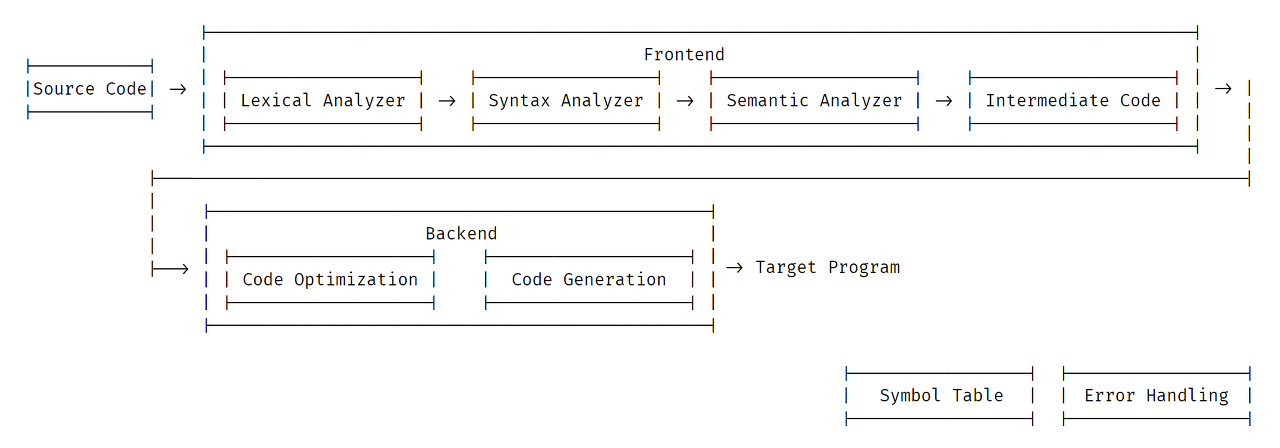 Frontend
Source Code → Lexical Analyzer → Syntax Analyzer → Semantic Analyzer → Intermediate Code →
Backend
Code Optimization Code Generation → Target Program
Symbol Table Error Handling